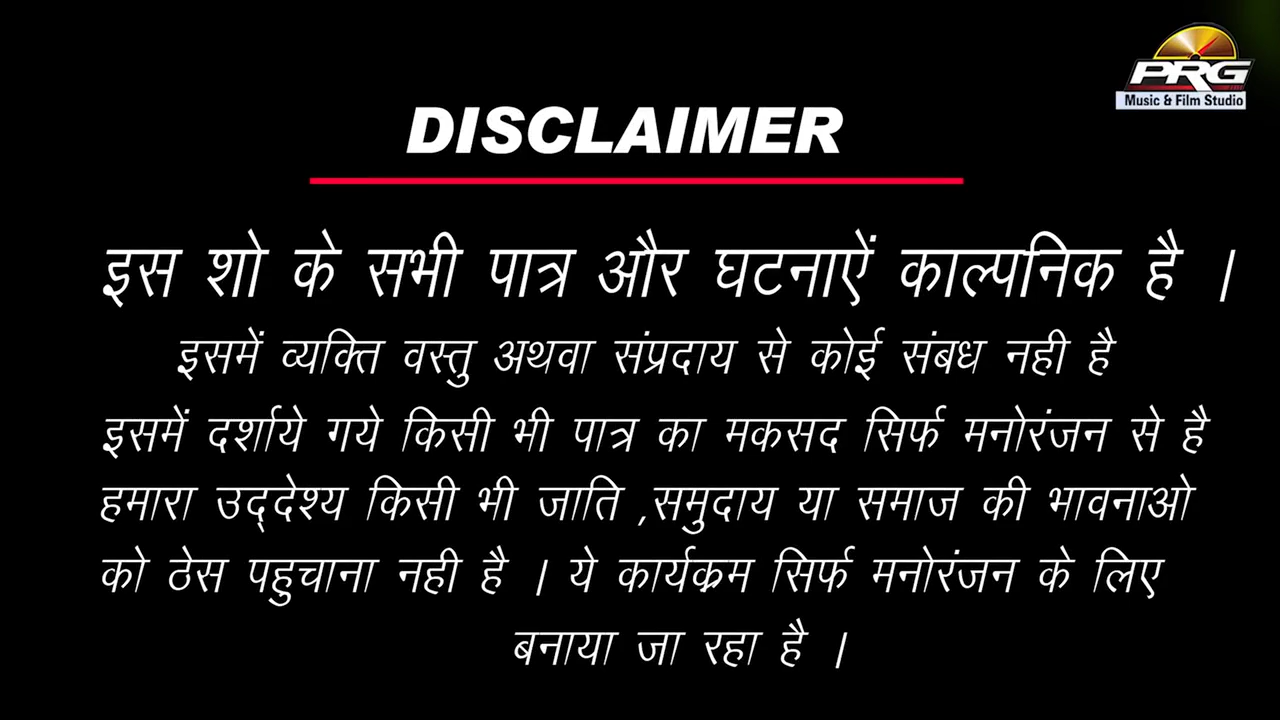 PRG
Music & Film Studio
DISCLAIMER
इस शो के सभी पात्र और घटनाऐं काल्पनिक है ।
इसमें व्यक्ति वस्तु अथवा संप्रदाय से कोई संबध नही है
इसमें दर्शाये गये किसी भी पात्र का मकसद सिर्फ मनोरंजन से है
हमारा उद्देश्य किसी भी जाति ,समुदाय या समाज की भावनाओ
को ठेस पहुचाना नही है । ये कार्यक्रम सिर्फ मनोरंजन के लिए
बनाया जा रहा है ।